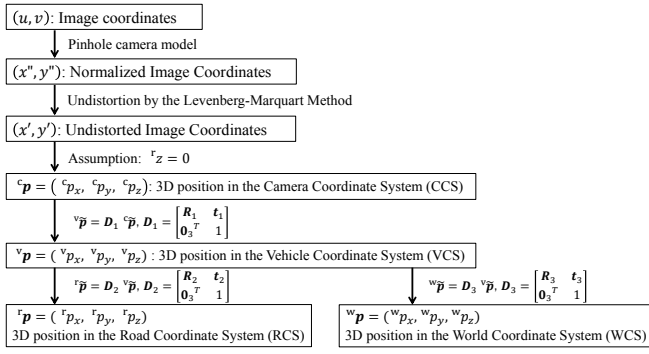 (u, v): Image coordinates
Pinhole camera model
(x", y"): Normalized Image Coordinates
Undistortion by the Levenberg-Marquart Method
(x′, y′): Undistorted Image Coordinates
Assumption: ʳz = 0
ᶜp = ( ᶜpₓ, ᶜp_y, ᶜp_z): 3D position in the Camera Coordinate System (CCS)
ᵛp̃ = D₁ ᶜp̃, D₁ = [R₁ t₁; 0₃ᵀ 1]
ᵛp = ( ᵛpₓ, ᵛp_y, ᵛp_z) : 3D position in the Vehicle Coordinate System (VCS)
ʳp̃ = D₂ ᵛp̃, D₂ = [R₂ t₂; 0₃ᵀ 1]
ʷp̃ = D₃ ᵛp̃, D₃ = [R₃ t₃; 0₃ᵀ 1]
ʳp = ( ʳpₓ, ʳp_y, ʳp_z)
3D position in the Road Coordinate System (RCS)
ʷp = (ʷpₓ, ʷp_y, ʷp_z)
3D position in the World Coordinate System (WCS)